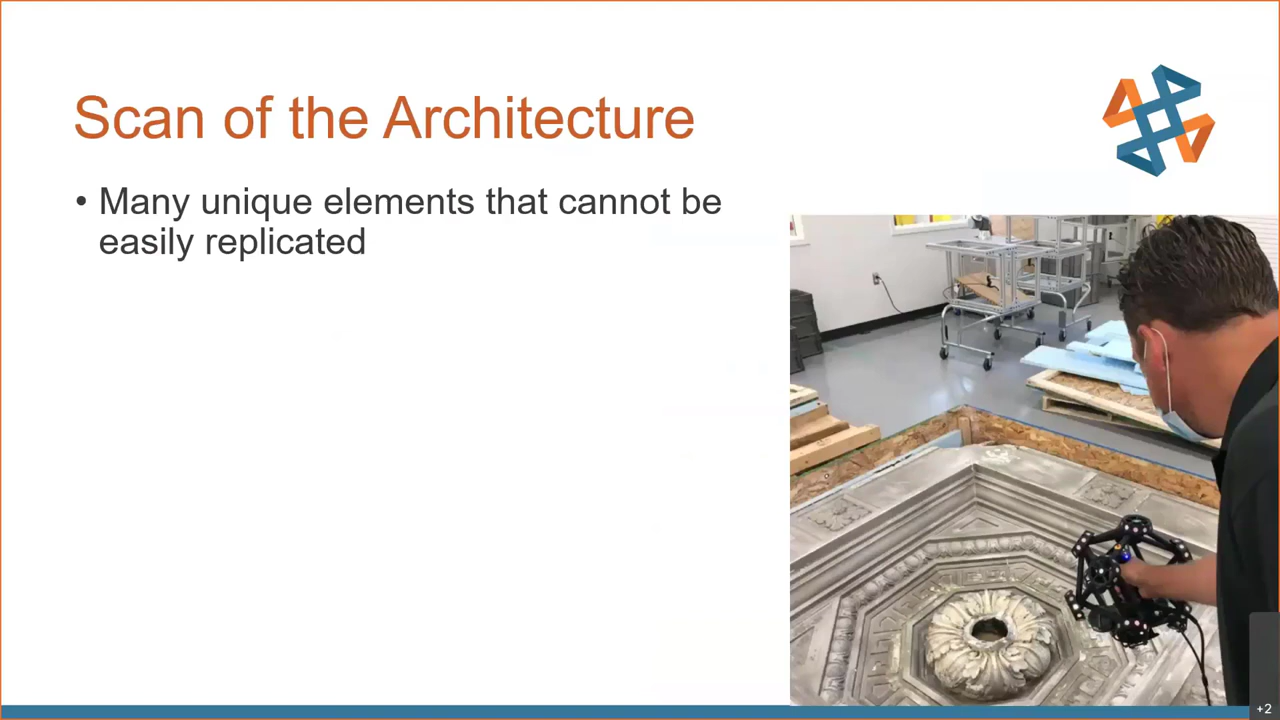 Scan of the Architecture
• Many unique elements that cannot be
easily replicated
+2